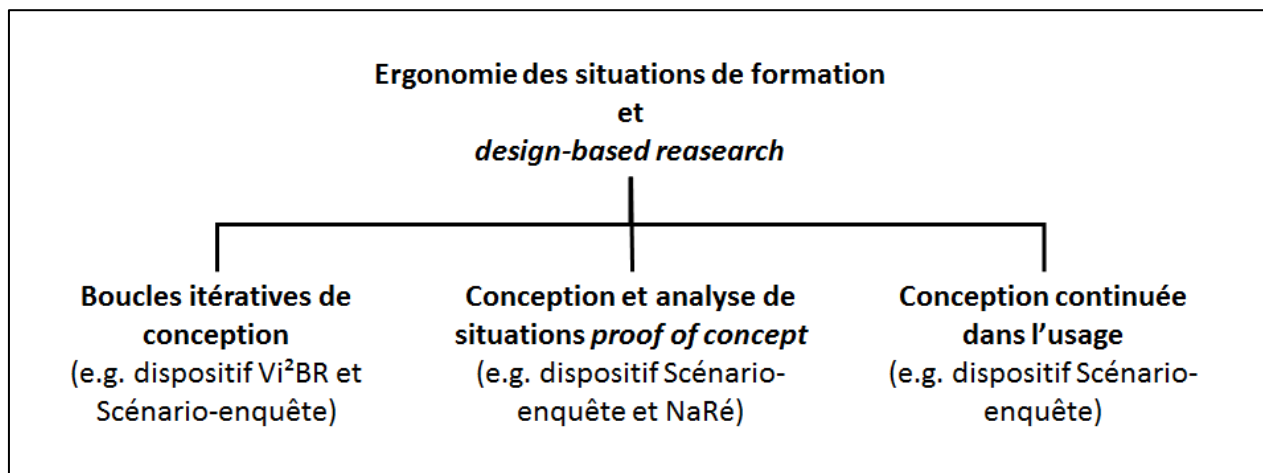 Ergonomie des situations de formation
et
design-based reasearch
Boucles itératives de
conception
(e.g. dispositif Vi²BR et
Scénario-enquête)
Conception et analyse de
situations proof of concept
(e.g. dispositif Scénario-
enquête et NaRé)
Conception continuée
dans l'usage
(e.g. dispositif Scénario-
enquête)